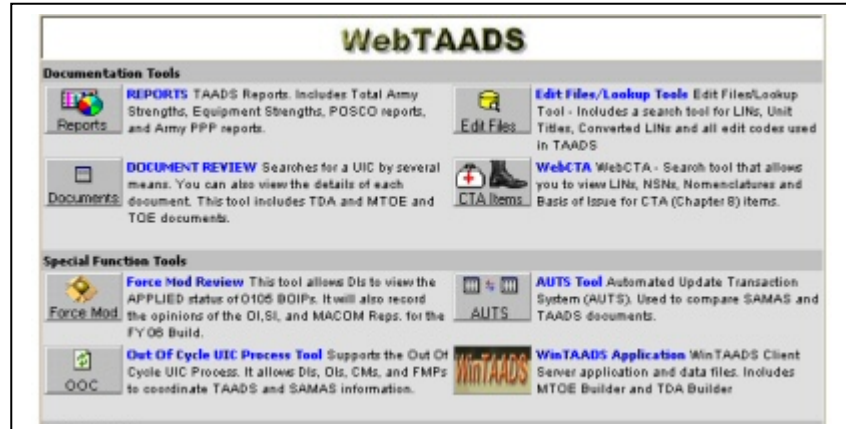 WebTAADS
Documentation Tools
Reports
REPORTS TAADS Reports. Includes Total Army
Strengths, Equipment Strengths, POSCO reports,
and Army PPP reports.
Edit Files
Edit Files/Lookup Tools Edit Files/Lookup
Tool - Includes a search tool for LINs, Unit
Titles, Converted LINs and all edit codes used
in TAADS
Documents
DOCUMENT REVIEW Searches for a UIC by several
means. You can also view the details of each
document. This tool includes TDA and MTOE and
TOE documents.
CTA Items
WebCTA WebCTA - Search tool that allows
you to view LINs, NSNs, Nomenclatures and
Basis of Issue for CTA (Chapter 8) items.
Special Function Tools
Force Mod
Force Mod Review This tool allows DIs to view the
APPLIED status of 0105 BOIPs. It will also record
the opinions of the OI,SI, and MACOM Reps. for the
FY06 Build.
AUTS
AUTS Tool Automated Update Transaction
System (AUTS). Used to compare SAMAS and
TAADS documents.
OOC
Out Of Cycle UIC Process Tool Supports the Out Of
Cycle UIC Process. It allows DIs, OIs, CMs, and FMPs
to coordinate TAADS and SAMAS information.
WinTAADS
WinTAADS Application WinTAADS Client
Server application and data files. Includes
MTOE Builder and TDA Builder